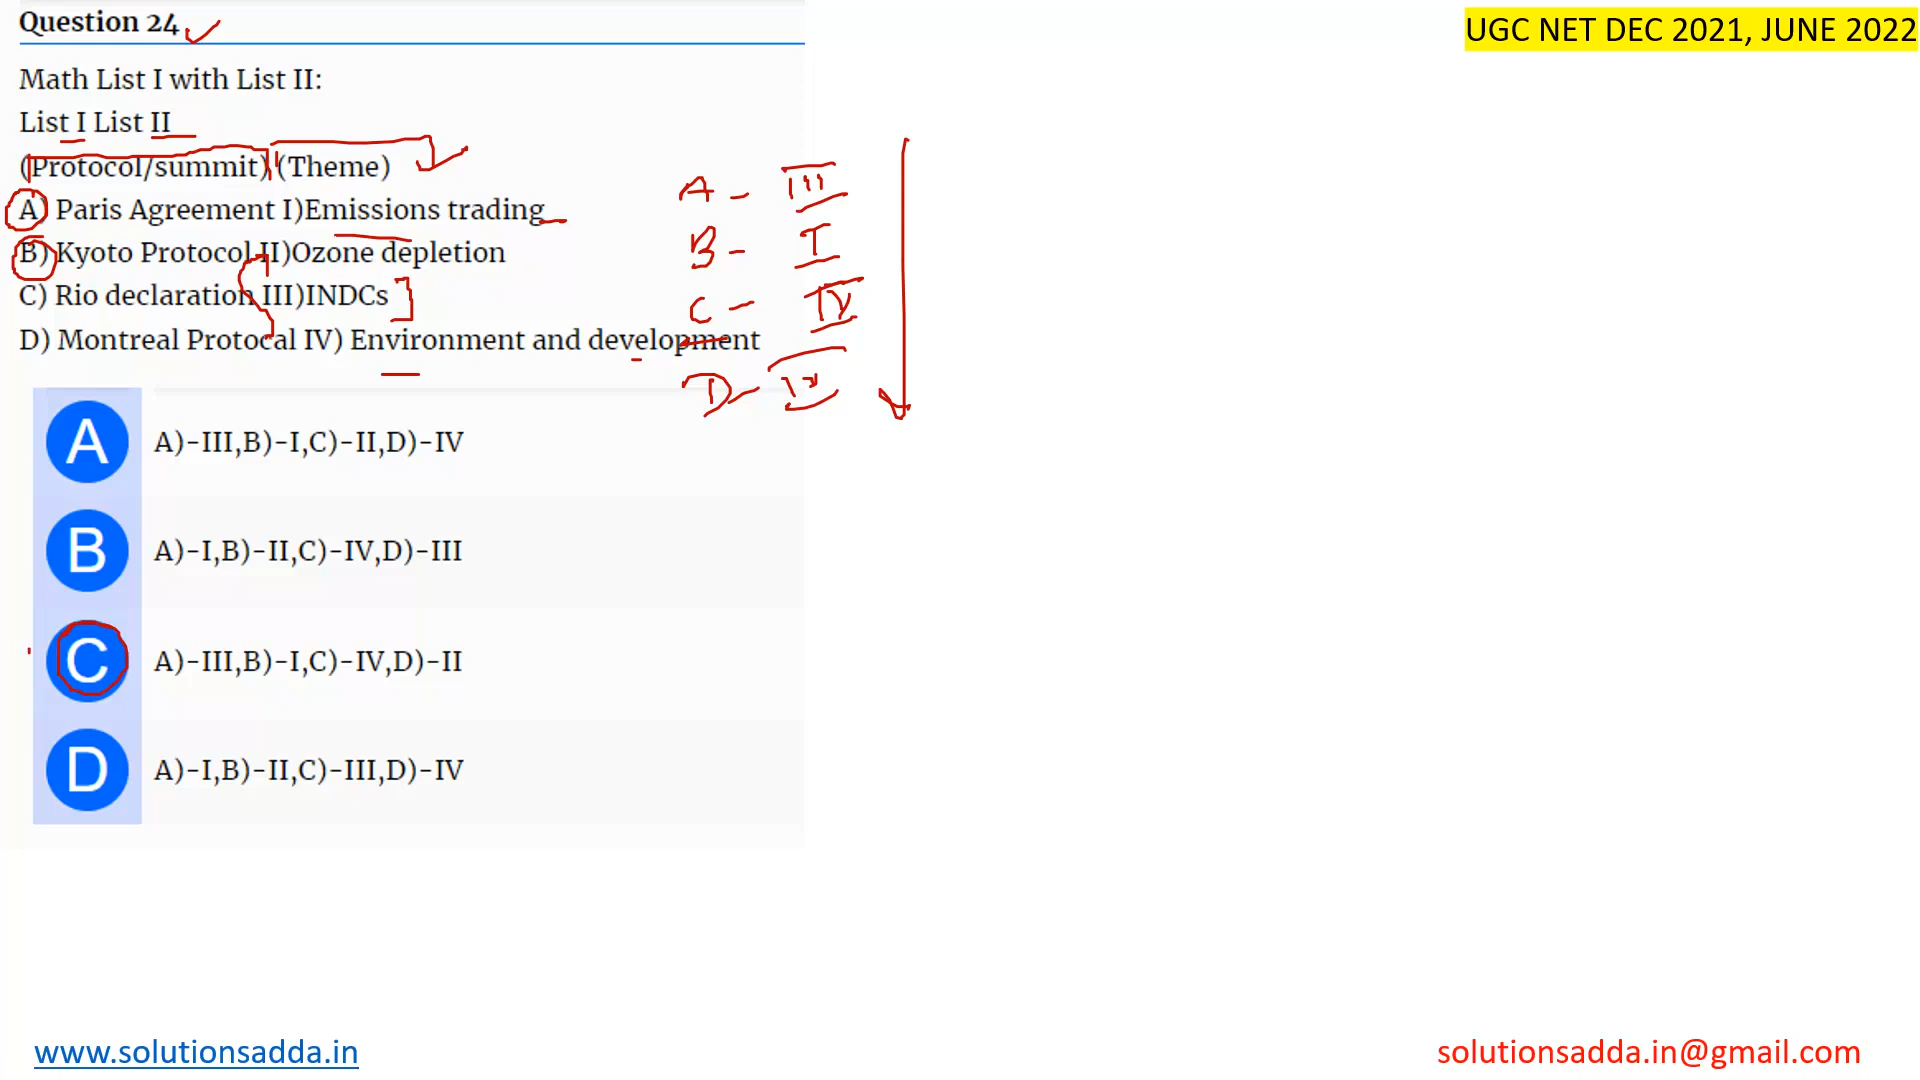 Question 24
UGC NET DEC 2021, JUNE 2022
Math List I with List II:
List I List II
(Protocol/summit) (Theme)
A) Paris Agreement I)Emissions trading
B) Kyoto Protocol II)Ozone depletion
C) Rio declaration III)INDCs
D) Montreal Protocal IV) Environment and development
A - III
B - I
C - IV
D - II
A A)-III,B)-I,C)-II,D)-IV
B A)-I,B)-II,C)-IV,D)-III
C A)-III,B)-I,C)-IV,D)-II
D A)-I,B)-II,C)-III,D)-IV
www.solutionsadda.in
solutionsadda.in@gmail.com